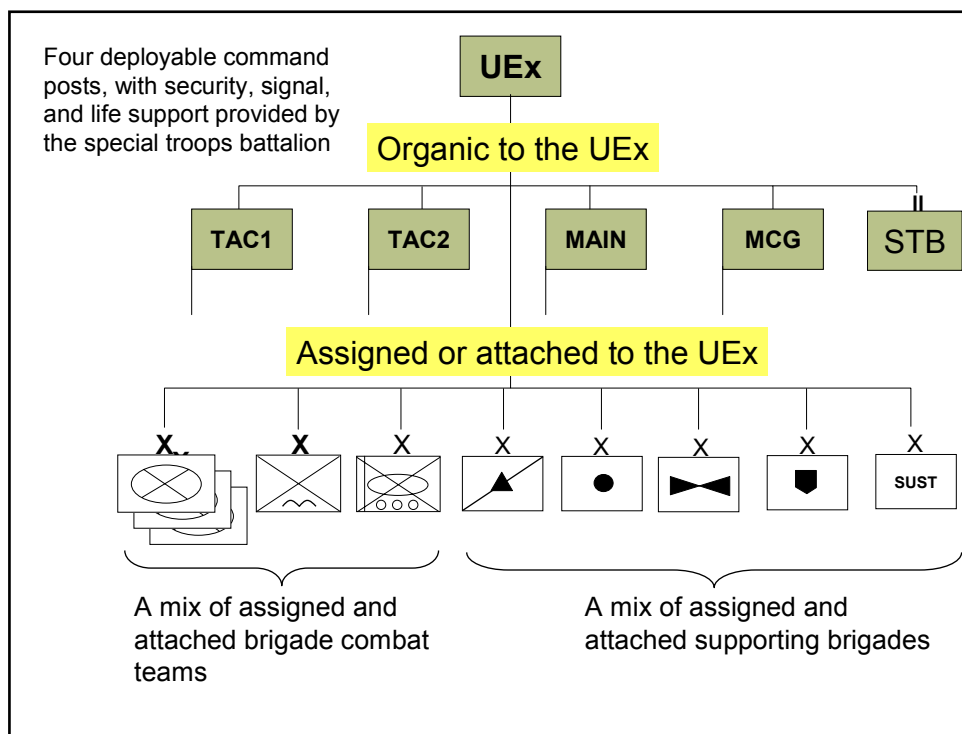 Four deployable command
posts, with security, signal,
and life support provided by
the special troops battalion
UEx
Organic to the UEx
TAC1
TAC2
MAIN
MCG
II
STB
Assigned or attached to the UEx
X X X X X X X X X
SUST
A mix of assigned and
attached brigade combat
teams
A mix of assigned and
attached supporting brigades